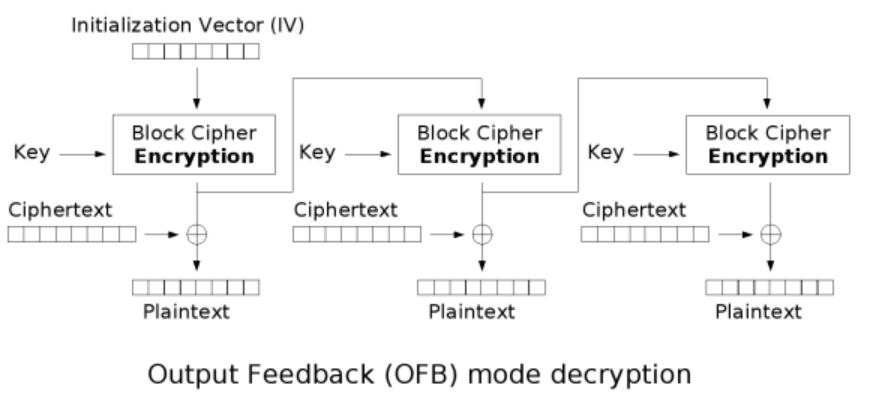 Initialization Vector (IV)
Block Cipher
Encryption
Key
Block Cipher
Encryption
Key
Block Cipher
Encryption
Key
Ciphertext
Ciphertext
Ciphertext
Plaintext
Plaintext
Plaintext
Output Feedback (OFB) mode decryption